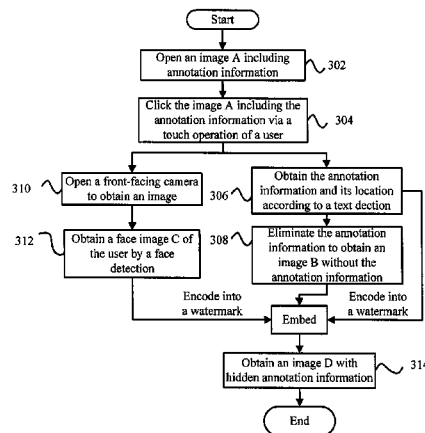 Start
Open an image A including
annotation information
302
Click the image A including the
annotation information via a
touch operation of a user
304
310
Open a front-facing camera
to obtain an image
306
Obtain the annotation
information and its location
according to a text dection
312
Obtain a face image C of
the user by a face
detection
308
Eliminate the annotation
information to obtain an
image B without the
annotation information
Encode into
a watermark
Embed
Encode into
a watermark
Obtain an image D with
hidden annotation information
314
End